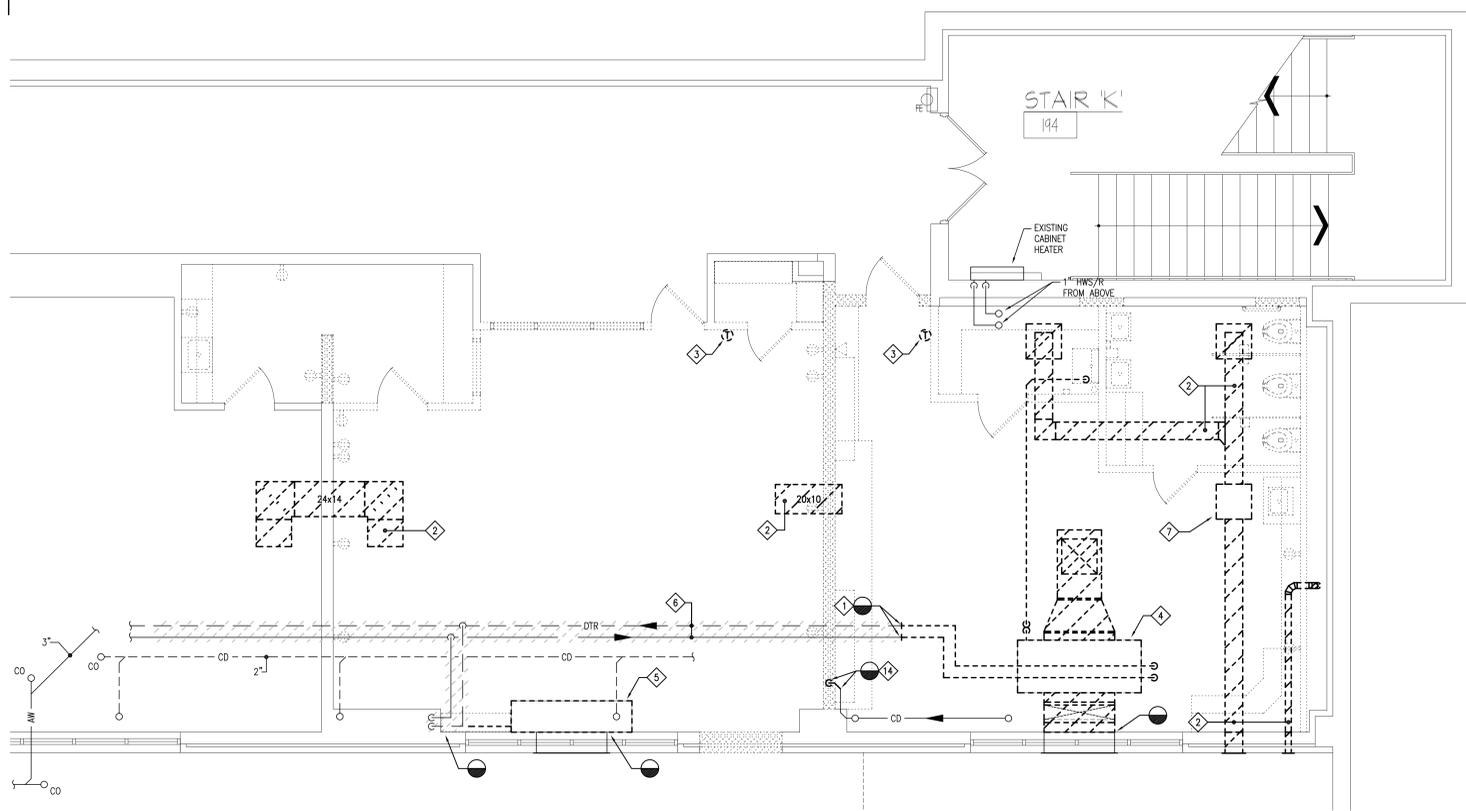 FE
STAIR 'K'
194
EXISTING
CABINET
HEATER
1" HWS/R
FROM ABOVE
3
3
2
24x14
20x10
2
2
7
6
1
4
DTR
3"
CO
CO
CD
CD
2"
14
5
AW
CD
2
CO